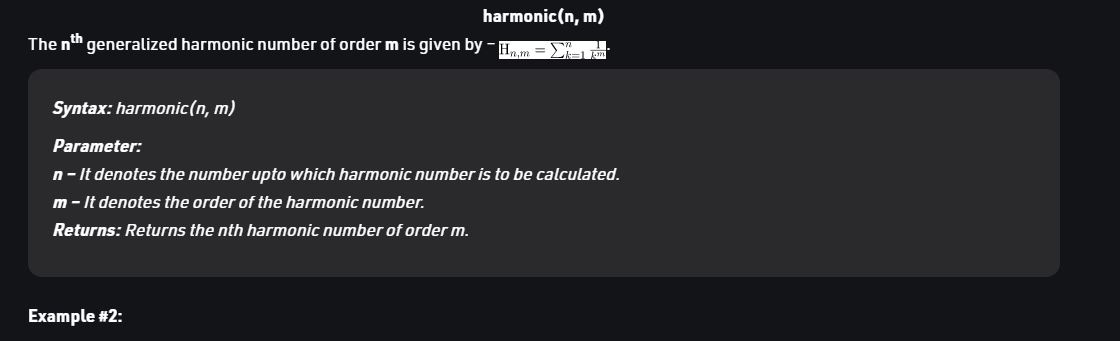 harmonic(n, m)
The nth generalized harmonic number of order m is given by – H_{n,m} = ∑_{k=1}^{n} \frac{1}{k^m}.
Syntax: harmonic(n, m)
Parameter:
n – It denotes the number upto which harmonic number is to be calculated.
m – It denotes the order of the harmonic number.
Returns: Returns the nth harmonic number of order m.
Example #2: